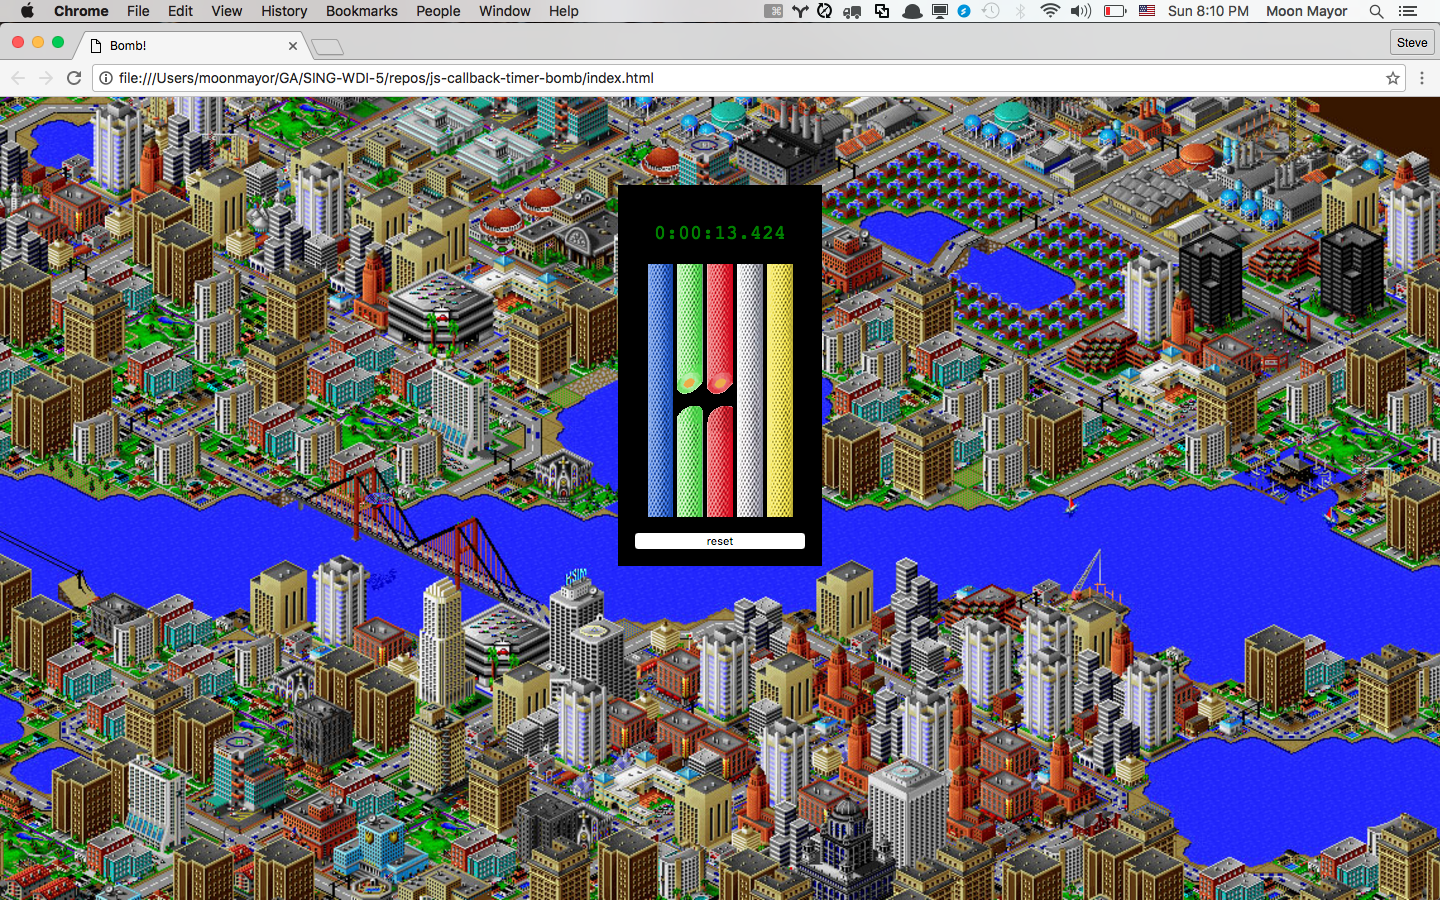 Chrome File Edit View History Bookmarks People Window Help Sun 8:10 PM Moon Mayor
Bomb!
Steve
file:///Users/moonmayor/GA/SING-WDI-5/repos/js-callback-timer-bomb/index.html
0:00:13.424
reset